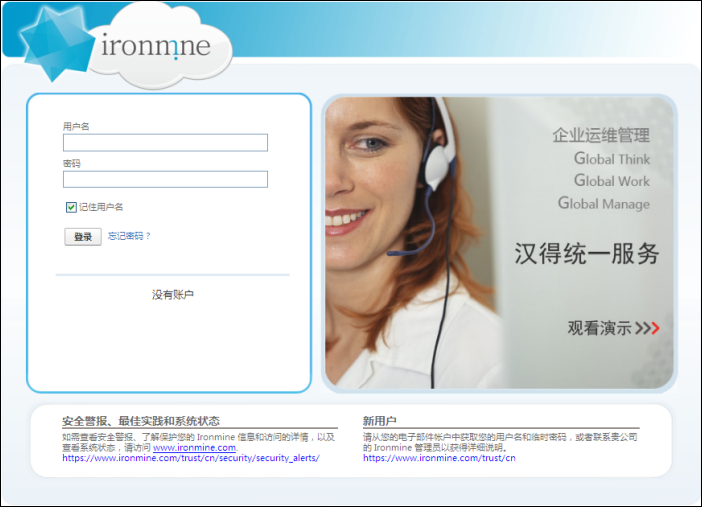 ironmine
用户名
密码
记住用户名
登录 忘记密码？
没有账户
企业运维管理
Global Think
Global Work
Global Manage
汉得统一服务
观看演示
安全警报、最佳实践和系统状态
如需查看安全警报、了解保护您的 Ironmine 信息和访问的详情，以及
查看系统状态，请访问 www.ironmine.com.
https://www.ironmine.com/trust/cn/security/security_alerts/
新用户
请从您的电子邮件帐户中获取您的用户名和临时密码，或者联系贵公司
的 Ironmine 管理员以获得详细说明。
https://www.ironmine.com/trust/cn